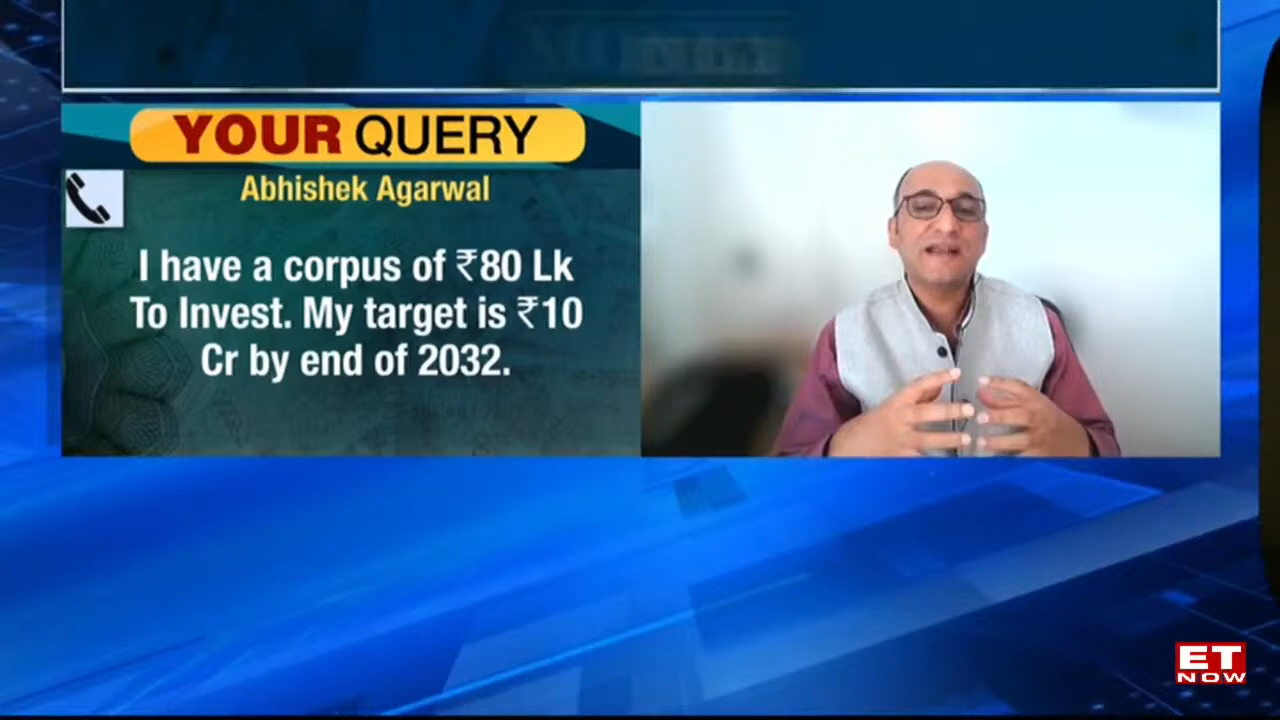 YOUR QUERY
Abhishek Agarwal
I have a corpus of ₹80 Lk
To Invest. My target is ₹10
Cr by end of 2032.
ET
NOW